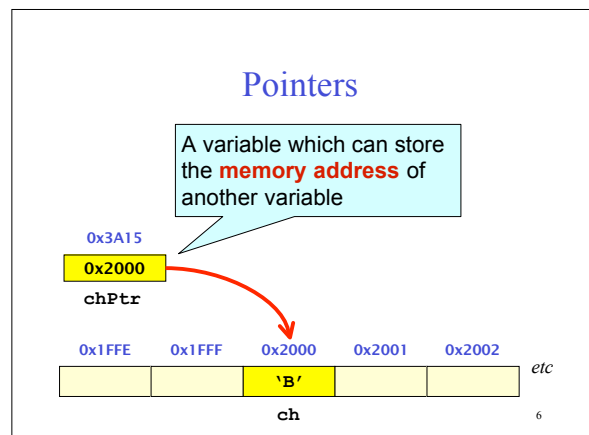 Pointers
A variable which can store
the memory address of
another variable
0x3A15
0x2000
chPtr
0x1FFE 0x1FFF 0x2000 0x2001 0x2002
etc
‘B’
ch
6